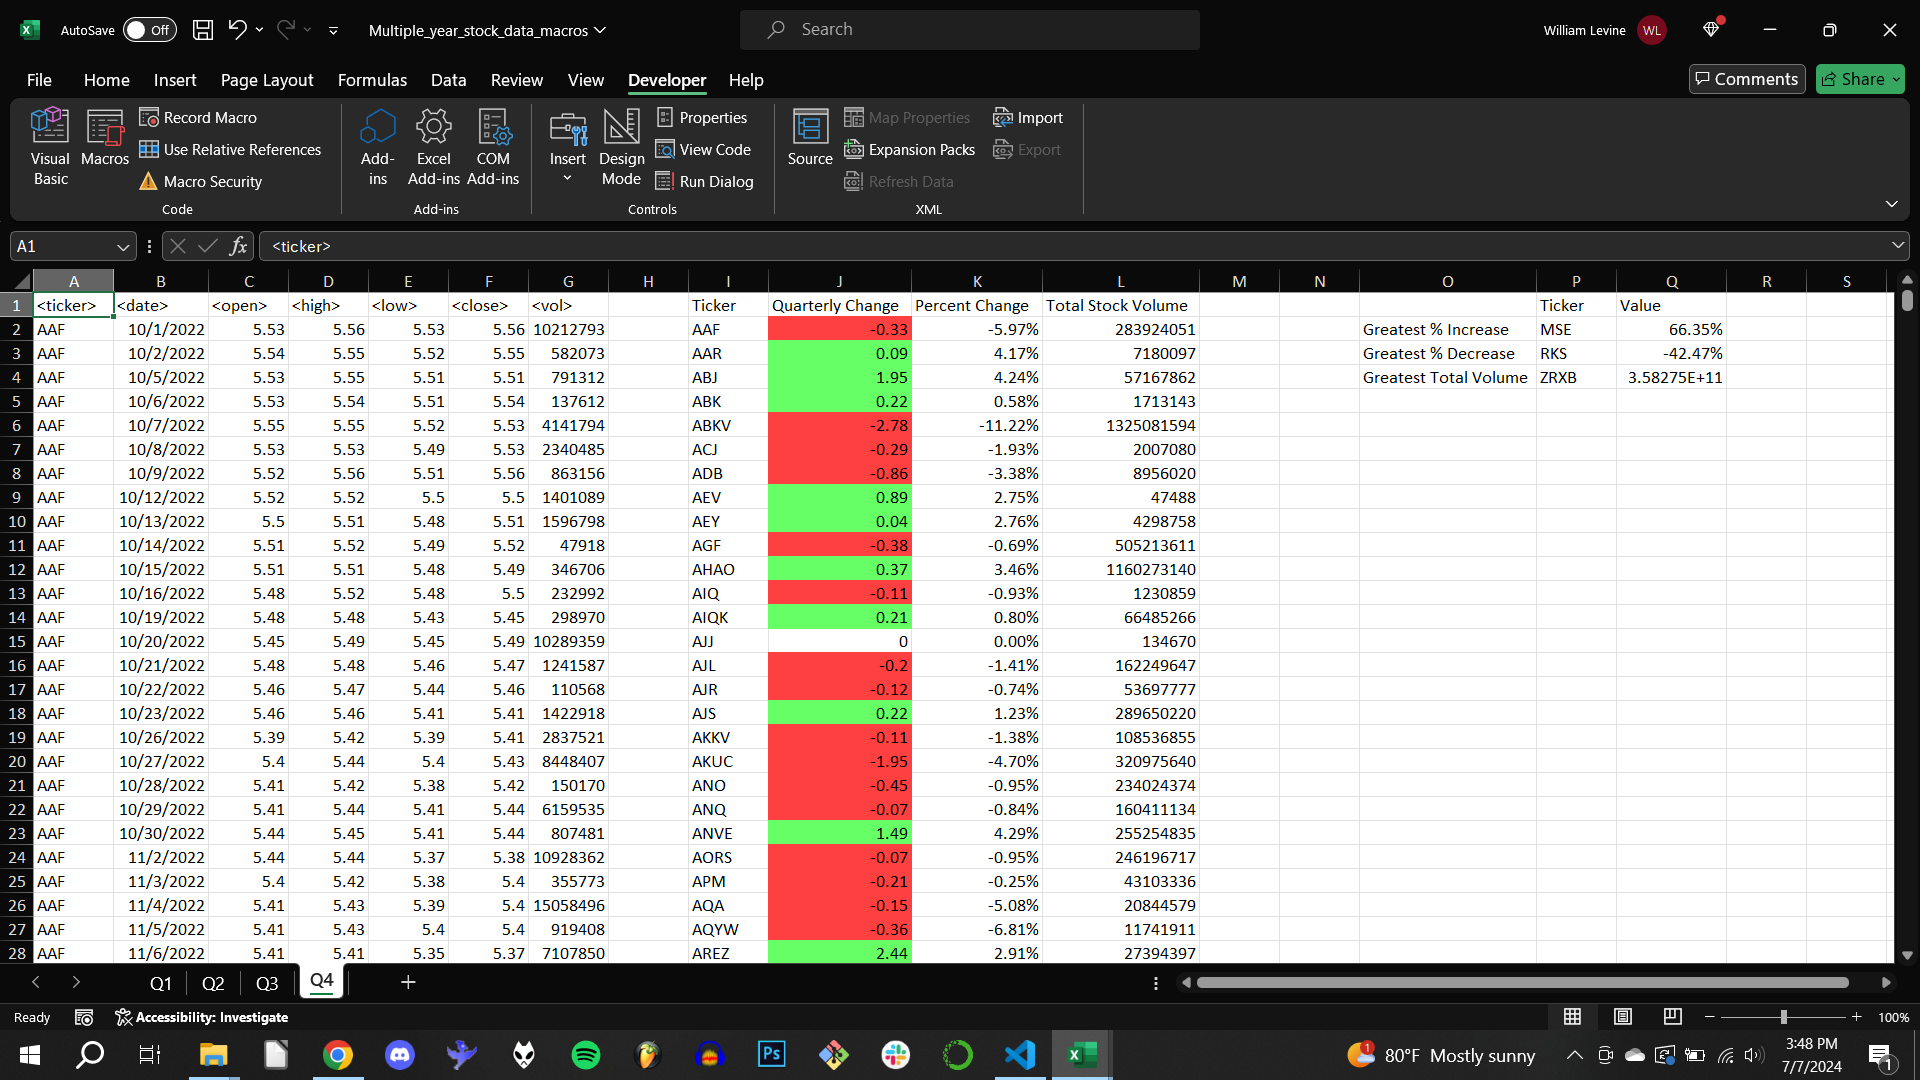 AutoSave Off Multiple_year_stock_data_macros Search William Levine WL
File Home Insert Page Layout Formulas Data Review View Developer Help Comments Share
Visual Basic
Macros
Record Macro
Use Relative References
Macro Security
Code
Add-ins
Excel Add-ins
COM Add-ins
Add-ins
Insert
Design Mode
Properties
View Code
Run Dialog
Controls
Source
Map Properties
Expansion Packs
Refresh Data
Import
Export
XML
A1 fx <ticker>
A B C D E F G H I J K L M N O P Q R S
1 <ticker> <date> <open> <high> <low> <close> <vol> Ticker Quarterly Change Percent Change Total Stock Volume Ticker Value
2 AAF 10/1/2022 5.53 5.56 5.53 5.56 10212793 AAF -0.33 -5.97% 283924051 Greatest % Increase MSE 66.35%
3 AAF 10/2/2022 5.54 5.55 5.52 5.55 582073 AAR 0.09 4.17% 7180097 Greatest % Decrease RKS -42.47%
4 AAF 10/5/2022 5.53 5.55 5.51 5.51 791312 ABJ 1.95 4.24% 57167862 Greatest Total Volume ZRXB 3.58275E+11
5 AAF 10/6/2022 5.53 5.54 5.51 5.54 137612 ABK 0.22 0.58% 1713143
6 AAF 10/7/2022 5.55 5.55 5.52 5.53 4141794 ABKV -2.78 -11.22% 1325081594
7 AAF 10/8/2022 5.53 5.53 5.49 5.53 2340485 ACJ -0.29 -1.93% 2007080
8 AAF 10/9/2022 5.52 5.56 5.51 5.56 863156 ADB -0.86 -3.38% 8956020
9 AAF 10/12/2022 5.52 5.52 5.5 5.5 1401089 AEV 0.89 2.75% 47488
10 AAF 10/13/2022 5.5 5.51 5.48 5.51 1596798 AEY 0.04 2.76% 4298758
11 AAF 10/14/2022 5.51 5.52 5.49 5.52 47918 AGF -0.38 -0.69% 505213611
12 AAF 10/15/2022 5.51 5.51 5.48 5.49 346706 AHAO 0.37 3.46% 1160273140
13 AAF 10/16/2022 5.48 5.52 5.48 5.5 232992 AIQ -0.11 -0.93% 1230859
14 AAF 10/19/2022 5.48 5.48 5.43 5.45 298970 AIQK 0.21 0.80% 66485266
15 AAF 10/20/2022 5.45 5.49 5.45 5.49 10289359 AJJ 0 0.00% 134670
16 AAF 10/21/2022 5.48 5.48 5.46 5.47 1241587 AJL -0.2 -1.41% 162249647
17 AAF 10/22/2022 5.46 5.47 5.44 5.46 110568 AJR -0.12 -0.74% 53697777
18 AAF 10/23/2022 5.46 5.46 5.41 5.41 1422918 AJS 0.22 1.23% 289650220
19 AAF 10/26/2022 5.39 5.42 5.39 5.41 2837521 AKKV -0.11 -1.38% 108536855
20 AAF 10/27/2022 5.4 5.44 5.4 5.43 8448407 AKUC -1.95 -4.70% 320975640
21 AAF 10/28/2022 5.41 5.42 5.38 5.42 150170 ANO -0.45 -0.95% 234024374
22 AAF 10/29/2022 5.41 5.44 5.41 5.44 6159535 ANQ -0.07 -0.84% 160411134
23 AAF 10/30/2022 5.44 5.45 5.41 5.44 807481 ANVE 1.49 4.29% 255254835
24 AAF 11/2/2022 5.44 5.44 5.37 5.38 10928362 AORS -0.07 -0.95% 246196717
25 AAF 11/3/2022 5.4 5.42 5.38 5.4 355773 APM -0.21 -0.25% 43103336
26 AAF 11/4/2022 5.41 5.43 5.39 5.4 15058496 AQA -0.15 -5.08% 20844579
27 AAF 11/5/2022 5.41 5.43 5.4 5.4 919408 AQYW -0.36 -6.81% 11741911
28 AAF 11/6/2022 5.41 5.41 5.35 5.37 7107850 AREZ 2.44 2.91% 27394397
Q1 Q2 Q3 Q4
Ready Accessibility: Investigate 100%
Ps 1 80°F Mostly sunny 3:48 PM
7/7/2024 1